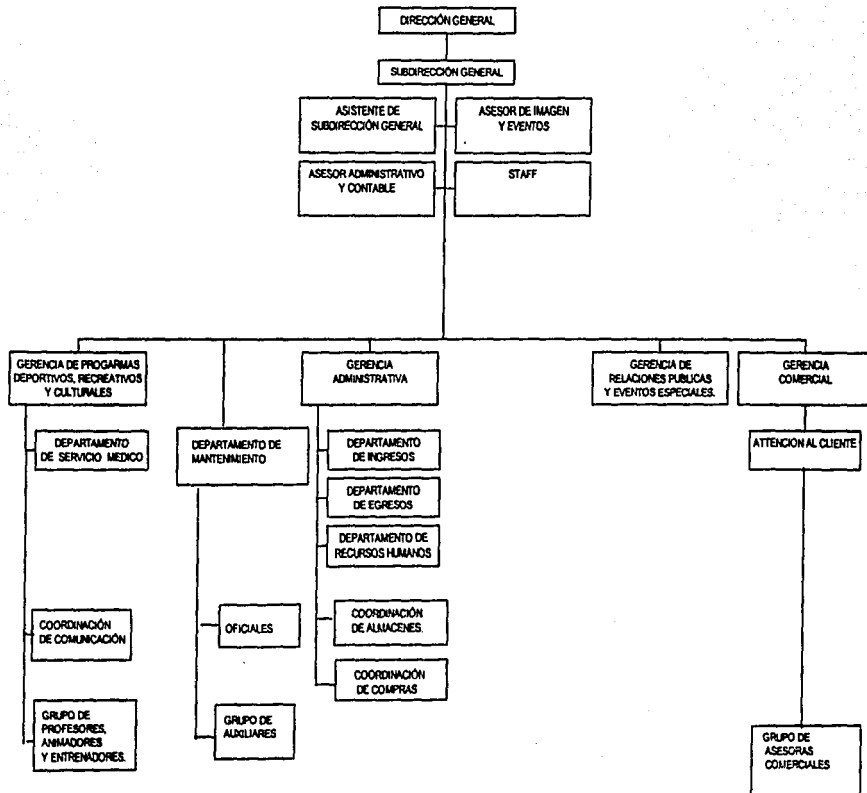 DIRECCIÓN GENERAL
SUBDIRECCIÓN GENERAL
ASISTENTE DE
SUBDIRECCIÓN GENERAL
ASESOR DE IMAGEN
Y EVENTOS
ASESOR ADMINISTRATIVO
Y CONTABLE
STAFF
GERENCIA DE PROGARMAS
DEPORTIVOS, RECREATIVOS
Y CULTURALES
GERENCIA
ADMINISTRATIVA
GERENCIA DE
RELACIONES PUBLICAS
Y EVENTOS ESPECIALES.
GERENCIA
COMERCIAL
DEPARTAMENTO
DE SERVICIO MEDICO
DEPARTAMENTO DE
MANTENIMIENTO
DEPARTAMENTO
DE INGRESOS
ATTENCION AL CLIENTE
DEPARTAMENTO
DE EGRESOS
DEPARTAMENTO DE
RECURSOS HUMANOS
COORDINACIÓN
DE COMUNICACIÓN
OFICIALES
COORDINACIÓN
DE ALMACENES.
COORDINACIÓN
DE COMPRAS
GRUPO DE
PROFESORES,
ANIMADORES
Y ENTRENADORES.
GRUPO DE
AUXILIARES
GRUPO DE
ASESORAS
COMERCIALES